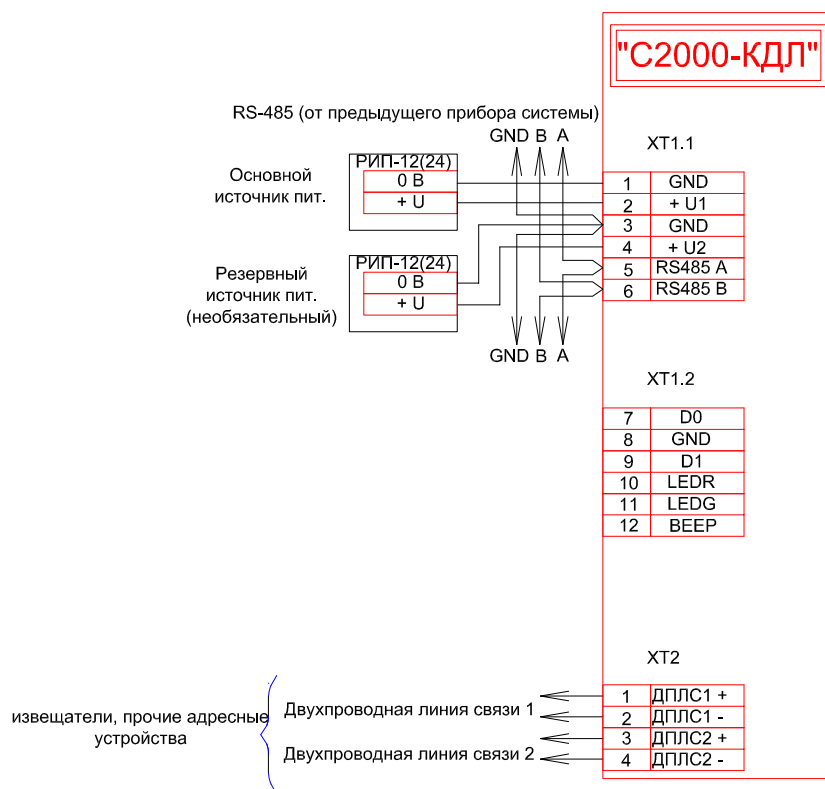 "С2000-КДЛ"
RS-485 (от предыдущего прибора системы)
GND B A
XT1.1
Основной
источник пит.
РИП-12(24)
0 В
+ U
Резервный
источник пит.
(необязательный)
РИП-12(24)
0 В
+ U
1 GND
2 + U1
3 GND
4 + U2
5 RS485 A
6 RS485 B
GND B A
XT1.2
7 D0
8 GND
9 D1
10 LEDR
11 LEDG
12 BEEP
XT2
1 ДПЛС1 +
2 ДПЛС1 -
3 ДПЛС2 +
4 ДПЛС2 -
извещатели, прочие адресные
устройства
Двухпроводная линия связи 1
Двухпроводная линия связи 2